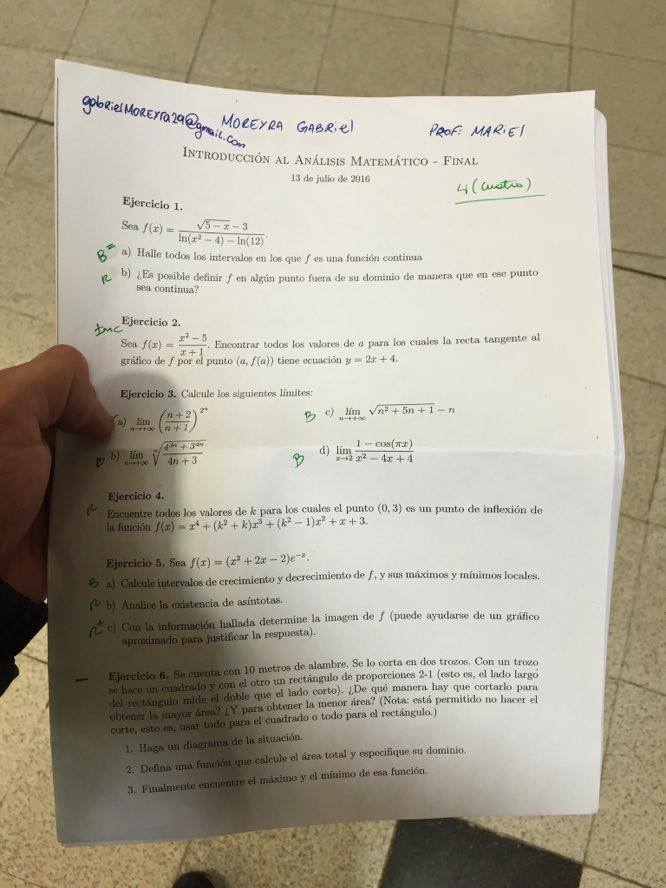 gabrielMOREYRA29@gmail.com
MOREYRA GABRIEL
PROF: MARIEL
INTRODUCCIÓN AL ANÁLISIS MATEMÁTICO - FINAL
13 de julio de 2016
4 (cuatro)
Ejercicio 1.
Sea f(x) = (√(5 − x) − 3) / (ln(x² − 4) − ln(12)).
B⁼ a) Halle todos los intervalos en los que f es una función continua
R b) ¿Es posible definir f en algún punto fuera de su dominio de manera que en ese punto
sea continua?
Inc Ejercicio 2.
Sea f(x) = (x² − 5) / (x + 1). Encontrar todos los valores de a para los cuales la recta tangente al
gráfico de f por el punto (a, f(a)) tiene ecuación y = 2x + 4.
Ejercicio 3. Calcule los siguientes límites:
a) lím n→+∞ ((n + 2) / (n + 1))^(2ⁿ)
B c) lím n→+∞ √(n² + 5n + 1) − n
B b) lím n→+∞ ⁿ√((4³ⁿ + 3⁴ⁿ) / (4n + 3))
B d) lím x→2 (1 − cos(πx)) / (x² − 4x + 4)
Ejercicio 4.
R Encuentre todos los valores de k para los cuales el punto (0, 3) es un punto de inflexión de
la función f(x) = x⁴ + (k² + k)x³ + (k² − 1)x² + x + 3.
Ejercicio 5. Sea f(x) = (x² + 2x − 2)e⁻ˣ.
B a) Calcule intervalos de crecimiento y decrecimiento de f, y sus máximos y mínimos locales.
R b) Analice la existencia de asíntotas.
R⁺ c) Con la información hallada determine la imagen de f (puede ayudarse de un gráfico
aproximado para justificar la respuesta).
— Ejercicio 6. Se cuenta con 10 metros de alambre. Se lo corta en dos trozos. Con un trozo
se hace un cuadrado y con el otro un rectángulo de proporciones 2-1 (esto es, el lado largo
del rectángulo mide el doble que el lado corto). ¿De qué manera hay que cortarlo para
obtener la mayor área? ¿Y para obtener la menor área? (Nota: está permitido no hacer el
corte, esto es, usar todo para el cuadrado o todo para el rectángulo.)
1. Haga un diagrama de la situación.
2. Defina una función que calcule el área total y especifique su dominio.
3. Finalmente encuentre el máximo y el mínimo de esa función.